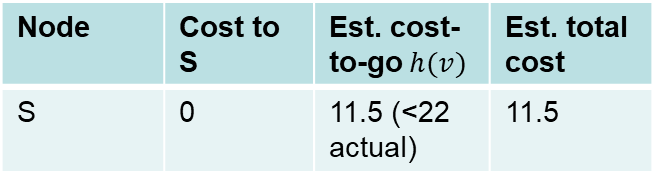 Node
Cost to
S
Est. cost-
to-go h(v)
Est. total
cost
S
0
11.5 (<22
actual)
11.5